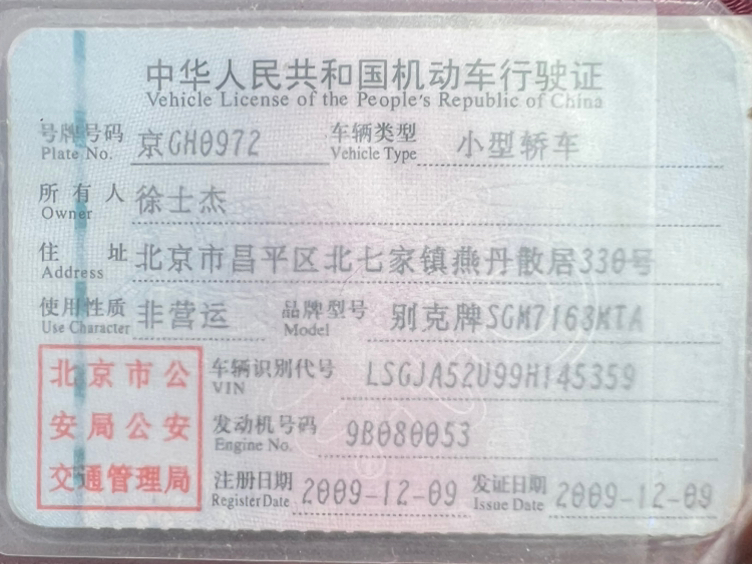 中华人民共和国机动车行驶证
Vehicle License of the People's Republic of China
号牌号码 京GH0972 车辆类型 小型轿车
Plate No. Vehicle Type
所有人 徐士杰
Owner
住址 北京市昌平区北七家镇燕丹散居330号
Address
使用性质 非营运 品牌型号 别克牌SGM7163MTA
Use Character Model
北京市公 车辆识别代号 LSGJA52U99H145359
VIN
安局公安 发动机号码 9B080053
Engine No.
交通管理局 注册日期 2009-12-09 发证日期 2009-12-09
Register Date Issue Date